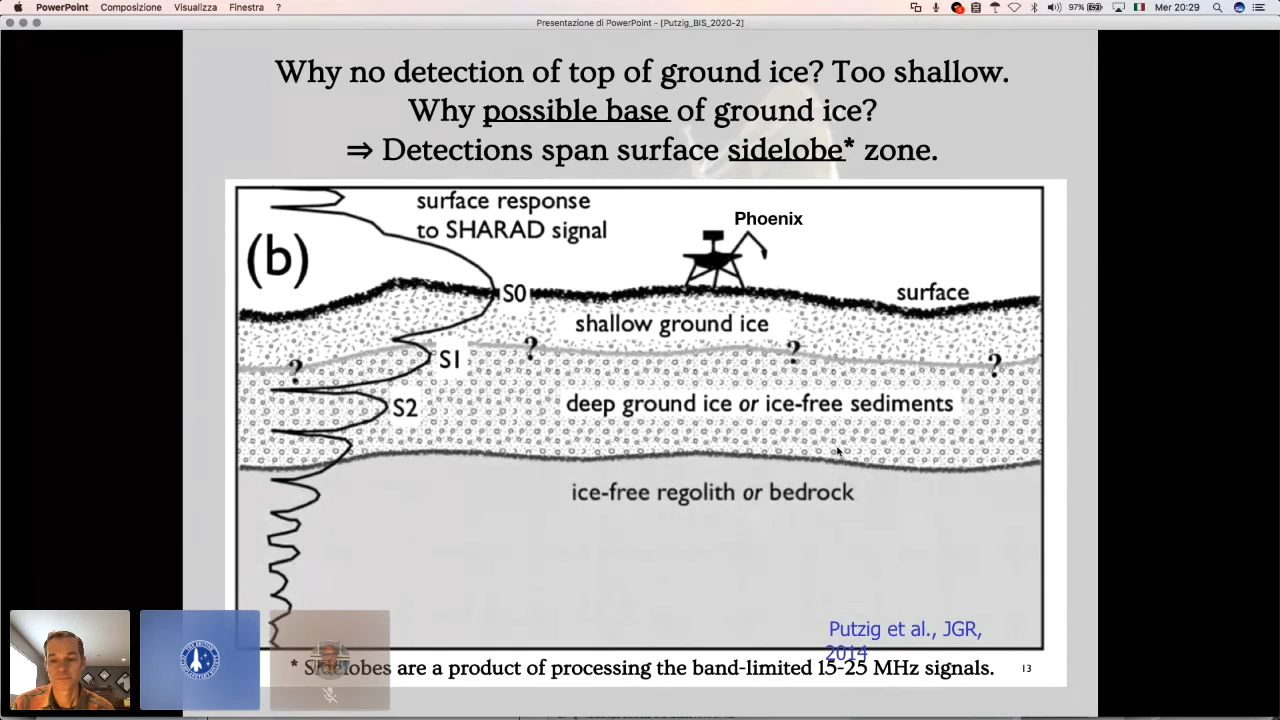 PowerPoint Composizione Visualizza Finestra ? 97% Mer 20:29
Presentazione di PowerPoint - [Putzig_BIS_2020-2]
Why no detection of top of ground ice? Too shallow.
Why possible base of ground ice?
⇒ Detections span surface sidelobe* zone.
surface response
to SHARAD signal
Phoenix
(b)
S0
surface
shallow ground ice
?
?
?
?
S1
S2
deep ground ice or ice-free sediments
ice-free regolith or bedrock
Putzig et al., JGR,
2014
* Sidelobes are a product of processing the band-limited 15-25 MHz signals.
13